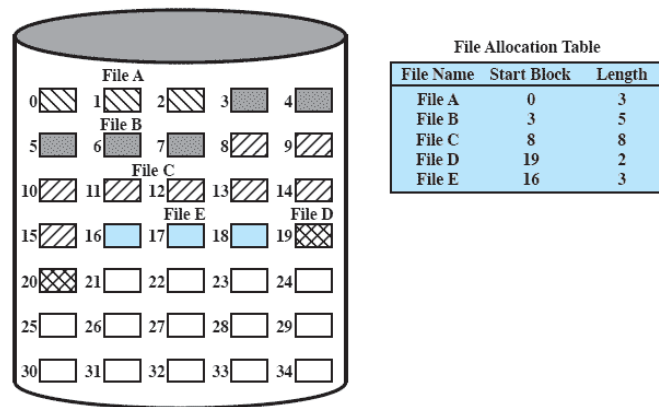 File Allocation Table
File Name Start Block Length
File A 0 3
File B 3 5
File C 8 8
File D 19 2
File E 16 3
File A
0 1 2 3 4
File B
5 6 7 8 9
File C
10 11 12 13 14
File E File D
15 16 17 18 19
20 21 22 23 24
25 26 27 28 29
30 31 32 33 34